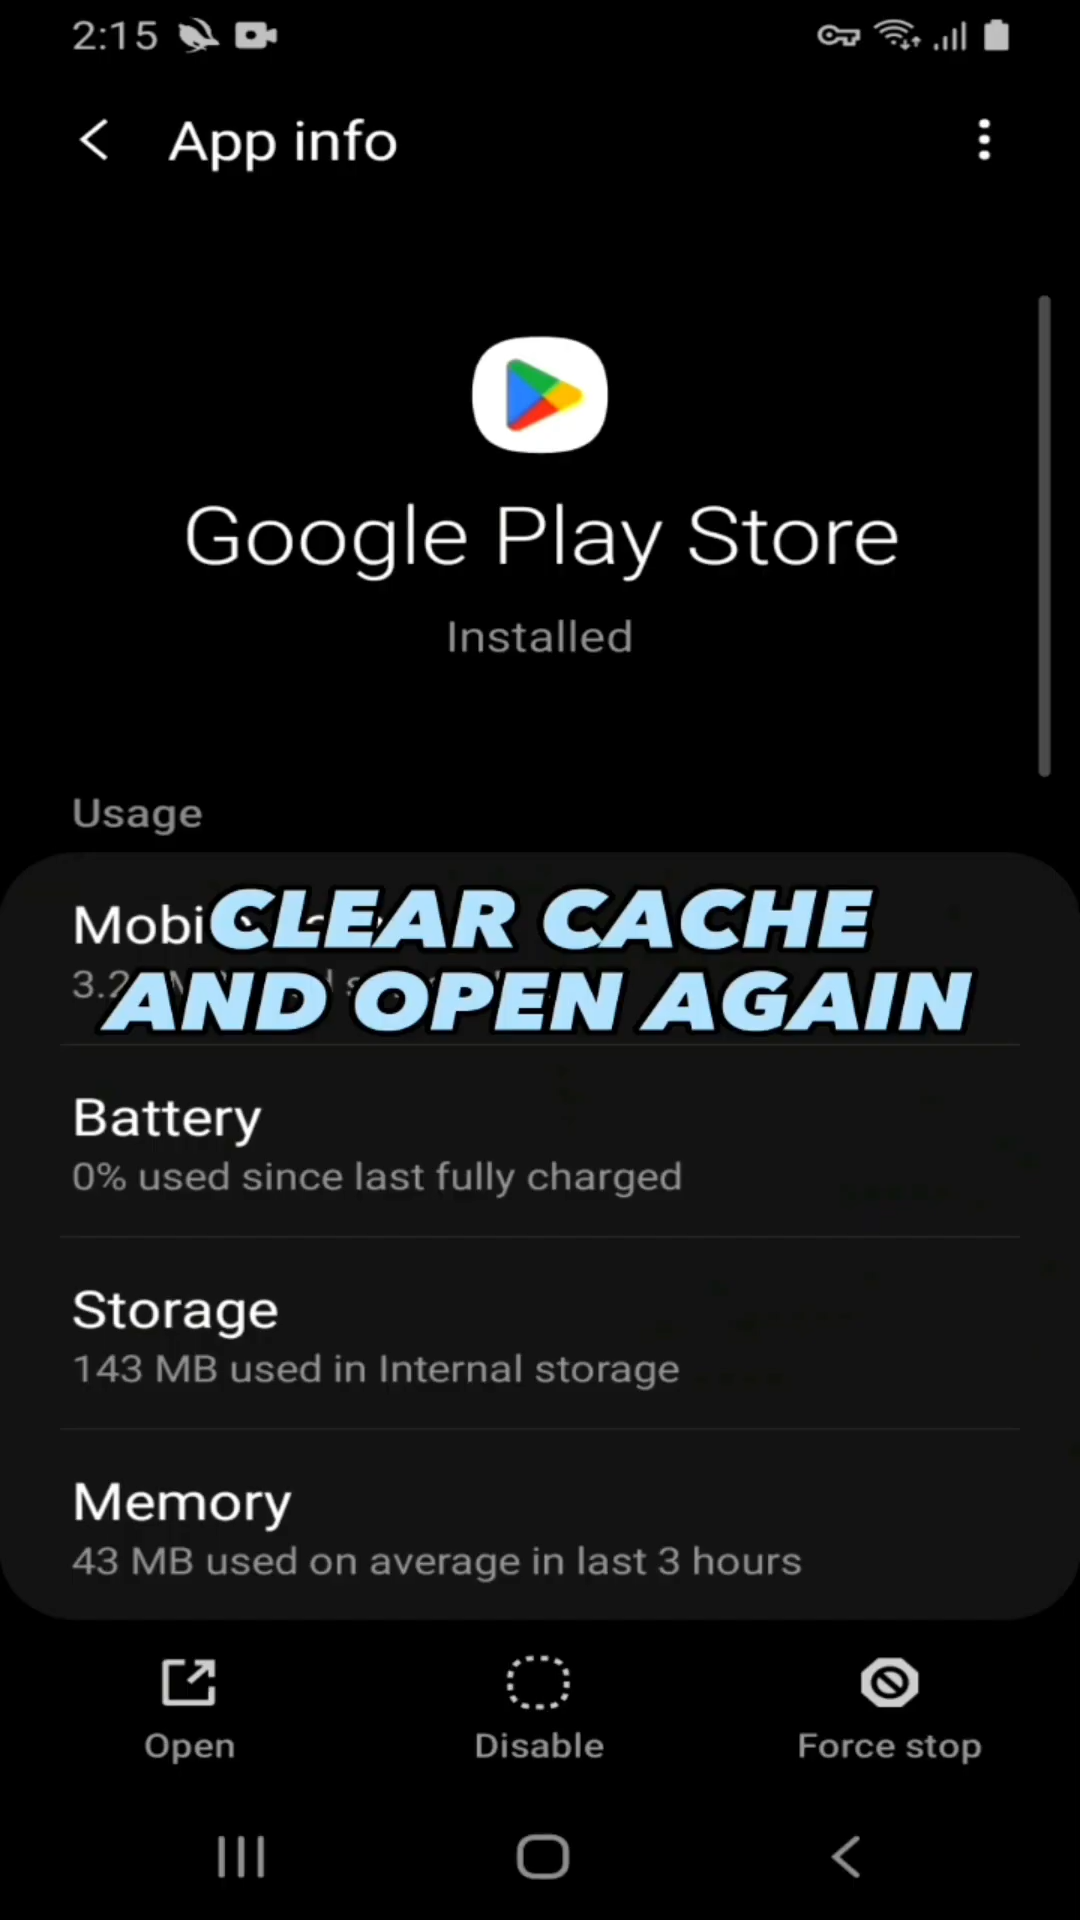 2:15
App info
Google Play Store
Installed
Usage
CLEAR CACHE
AND OPEN AGAIN
Battery
0% used since last fully charged
Storage
143 MB used in Internal storage
Memory
43 MB used on average in last 3 hours
Open
Disable
Force stop